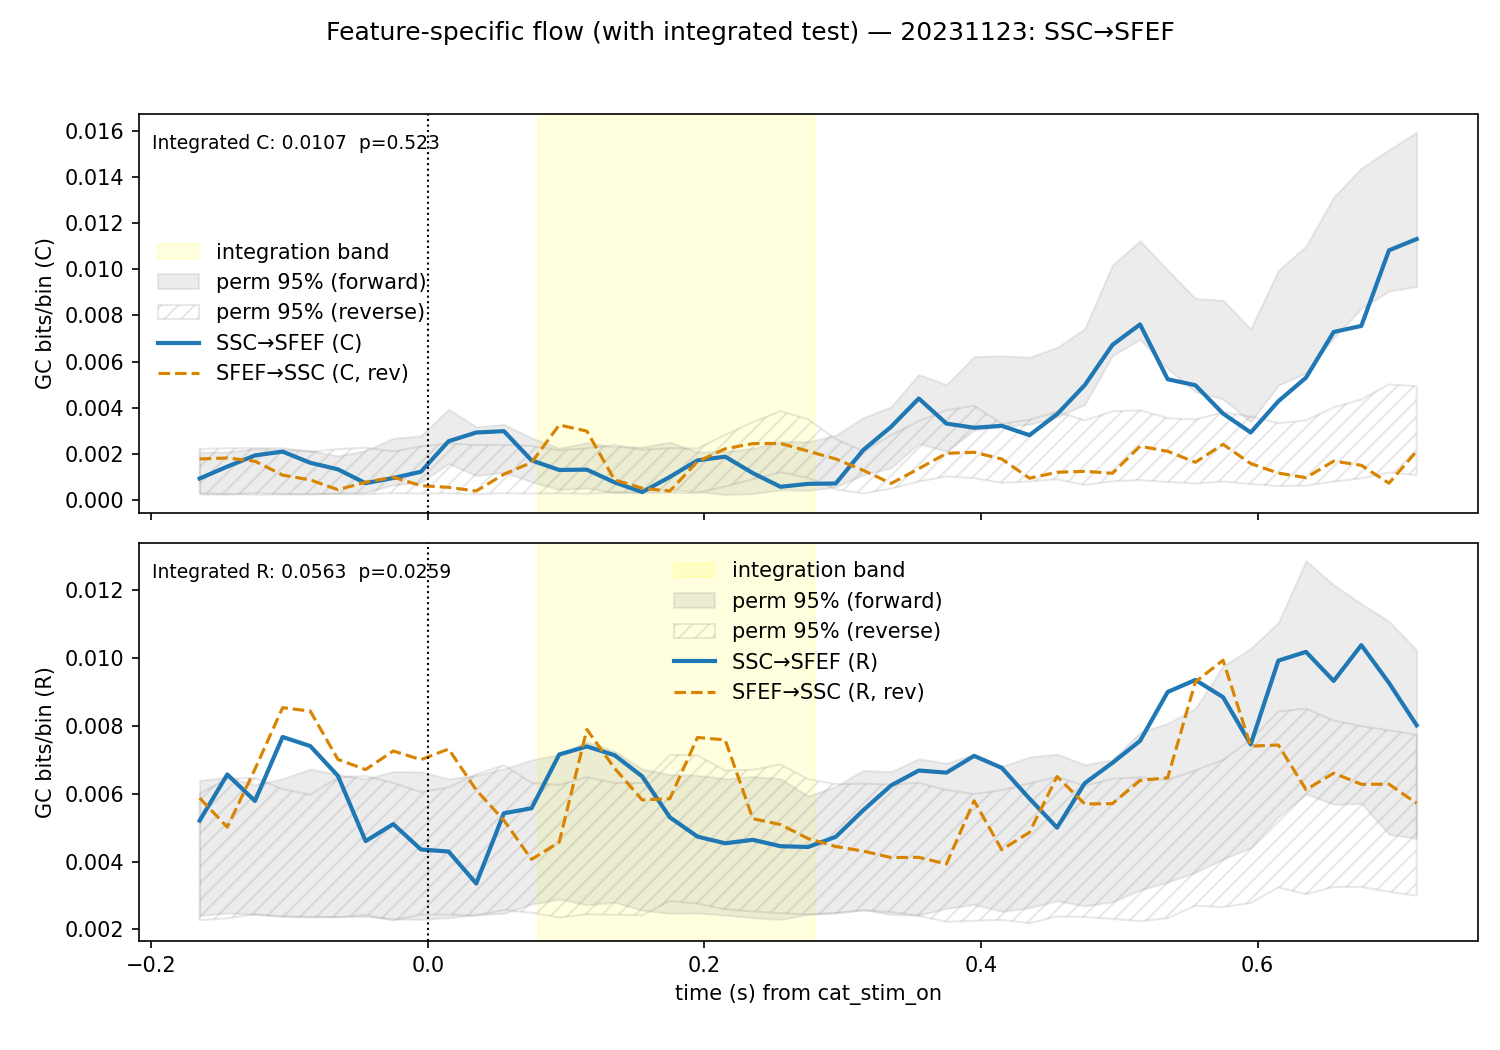 Feature-specific flow (with integrated test) — 20231123: SSC→SFEF
Integrated C: 0.0107  p=0.523
integration band
perm 95% (forward)
perm 95% (reverse)
SSC→SFEF (C)
SFEF→SSC (C, rev)
GC bits/bin (C)
0.016
0.014
0.012
0.010
0.008
0.006
0.004
0.002
0.000
Integrated R: 0.0563  p=0.0259
integration band
perm 95% (forward)
perm 95% (reverse)
SSC→SFEF (R)
SFEF→SSC (R, rev)
GC bits/bin (R)
0.012
0.010
0.008
0.006
0.004
0.002
−0.2 0.0 0.2 0.4 0.6
time (s) from cat_stim_on